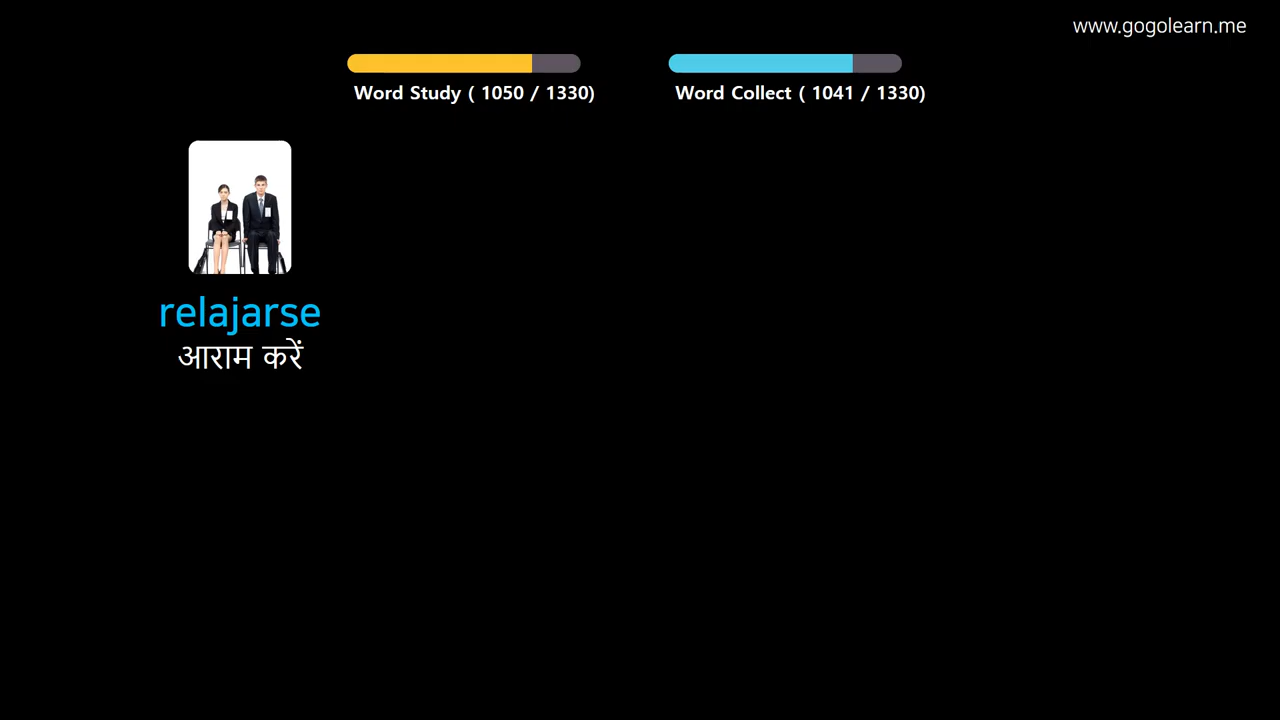 www.gogolearn.me
Word Study ( 1050 / 1330)
Word Collect ( 1041 / 1330)
relajarse
आराम करें